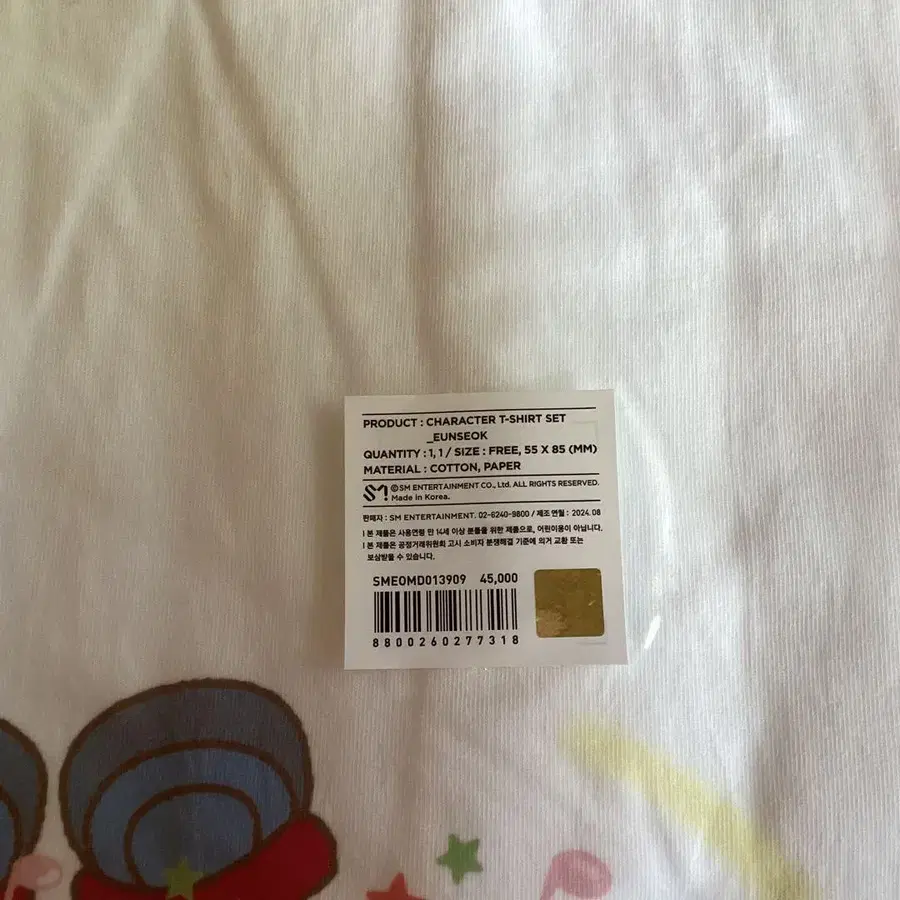 PRODUCT : CHARACTER T-SHIRT SET
_EUNSEOK
QUANTITY : 1, 1 / SIZE : FREE, 55 X 85 (MM)
MATERIAL : COTTON, PAPER
SM ©SM ENTERTAINMENT CO., Ltd. ALL RIGHTS RESERVED.
Made in Korea.
판매자 : SM ENTERTAINMENT. 02-6240-9800 / 제조 연월 : 2024. 08
| 본 제품은 사용연령 만 14세 이상 분들을 위한 제품으로, 어린이용이 아닙니다.
| 본 제품은 공정거래위원회 고시 소비자 분쟁해결 기준에 의거 교환 또는
보상받을 수 있습니다.
SMEOMD013909 45,000
8800260277318